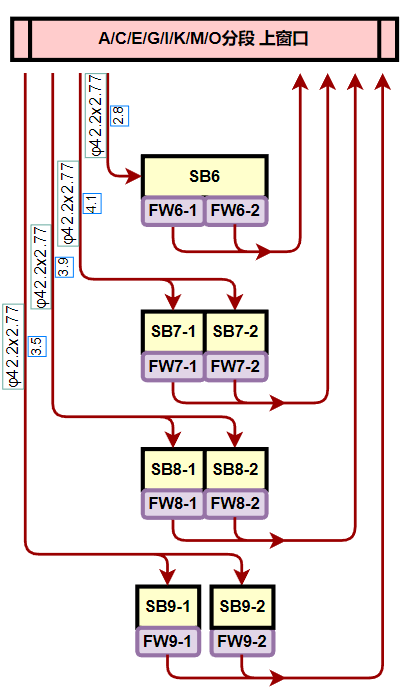 A/C/E/G/I/K/M/O分段 上窗口
φ42.2x2.77
2.8
φ42.2x2.77
4.1
φ42.2x2.77
3.9
φ42.2x2.77
3.5
SB6
FW6-1 FW6-2
SB7-1 SB7-2
FW7-1 FW7-2
SB8-1 SB8-2
FW8-1 FW8-2
SB9-1 SB9-2
FW9-1 FW9-2